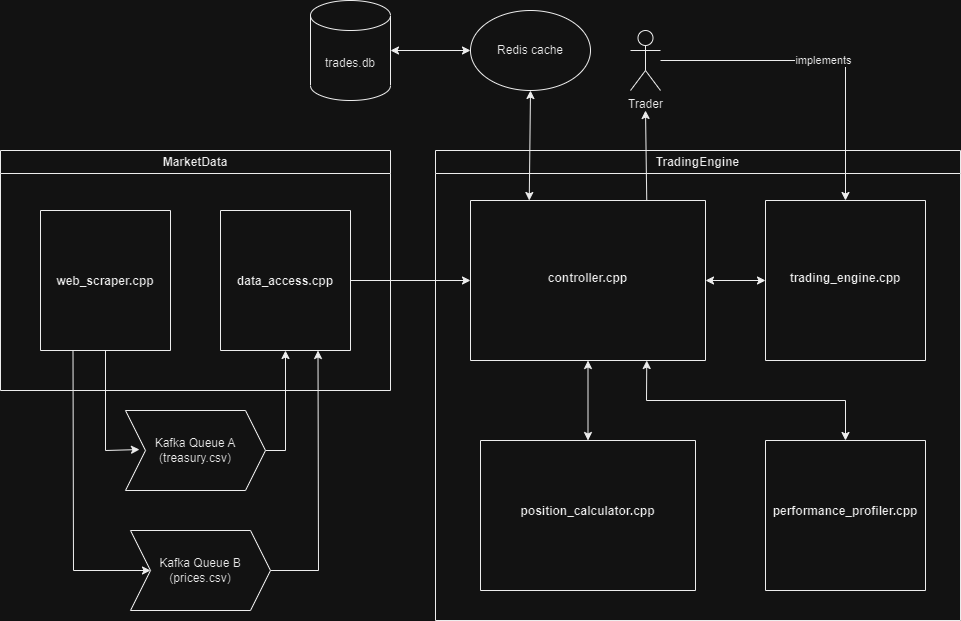 trades.db
Redis cache
implements
Trader
MarketData
TradingEngine
web_scraper.cpp
data_access.cpp
controller.cpp
trading_engine.cpp
Kafka Queue A
(treasury.csv)
position_calculator.cpp
performance_profiler.cpp
Kafka Queue B
(prices.csv)